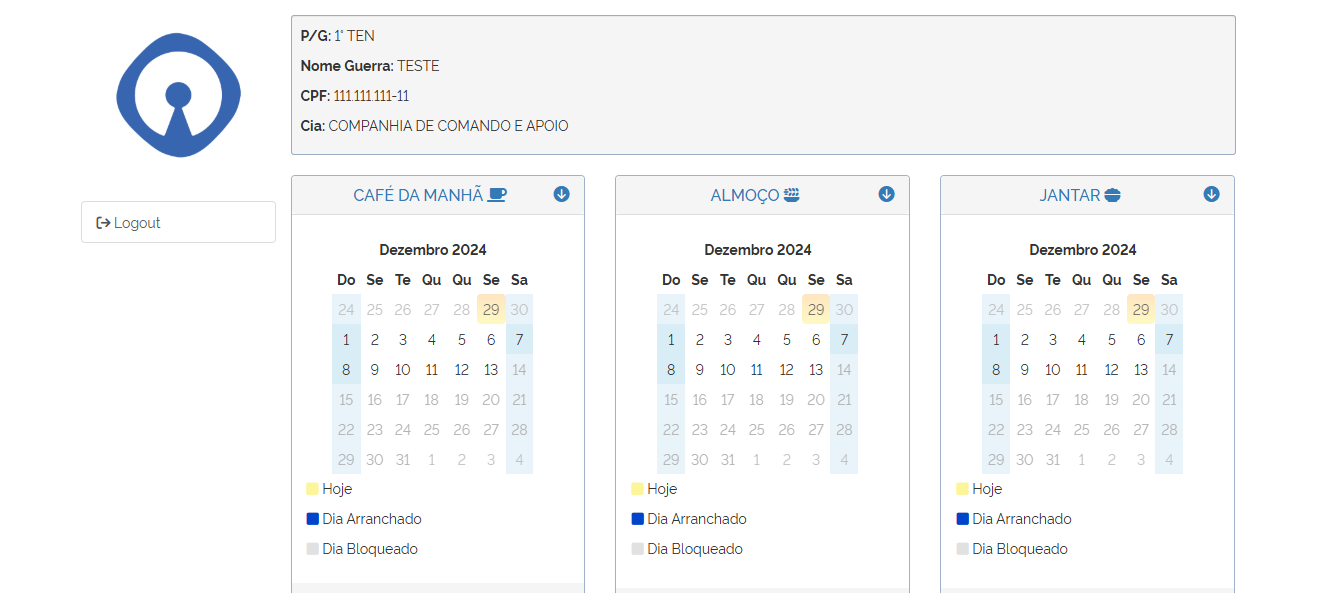 P/G: 1º TEN
Nome Guerra: TESTE
CPF: 111.111.111-11
Cia: COMPANHIA DE COMANDO E APOIO
Logout
CAFÉ DA MANHÃ
Dezembro 2024
Do Se Te Qu Qu Se Sa
24 25 26 27 28 29 30
1 2 3 4 5 6 7
8 9 10 11 12 13 14
15 16 17 18 19 20 21
22 23 24 25 26 27 28
29 30 31 1 2 3 4
Hoje
Dia Arranchado
Dia Bloqueado
ALMOÇO
Dezembro 2024
Do Se Te Qu Qu Se Sa
24 25 26 27 28 29 30
1 2 3 4 5 6 7
8 9 10 11 12 13 14
15 16 17 18 19 20 21
22 23 24 25 26 27 28
29 30 31 1 2 3 4
Hoje
Dia Arranchado
Dia Bloqueado
JANTAR
Dezembro 2024
Do Se Te Qu Qu Se Sa
24 25 26 27 28 29 30
1 2 3 4 5 6 7
8 9 10 11 12 13 14
15 16 17 18 19 20 21
22 23 24 25 26 27 28
29 30 31 1 2 3 4
Hoje
Dia Arranchado
Dia Bloqueado